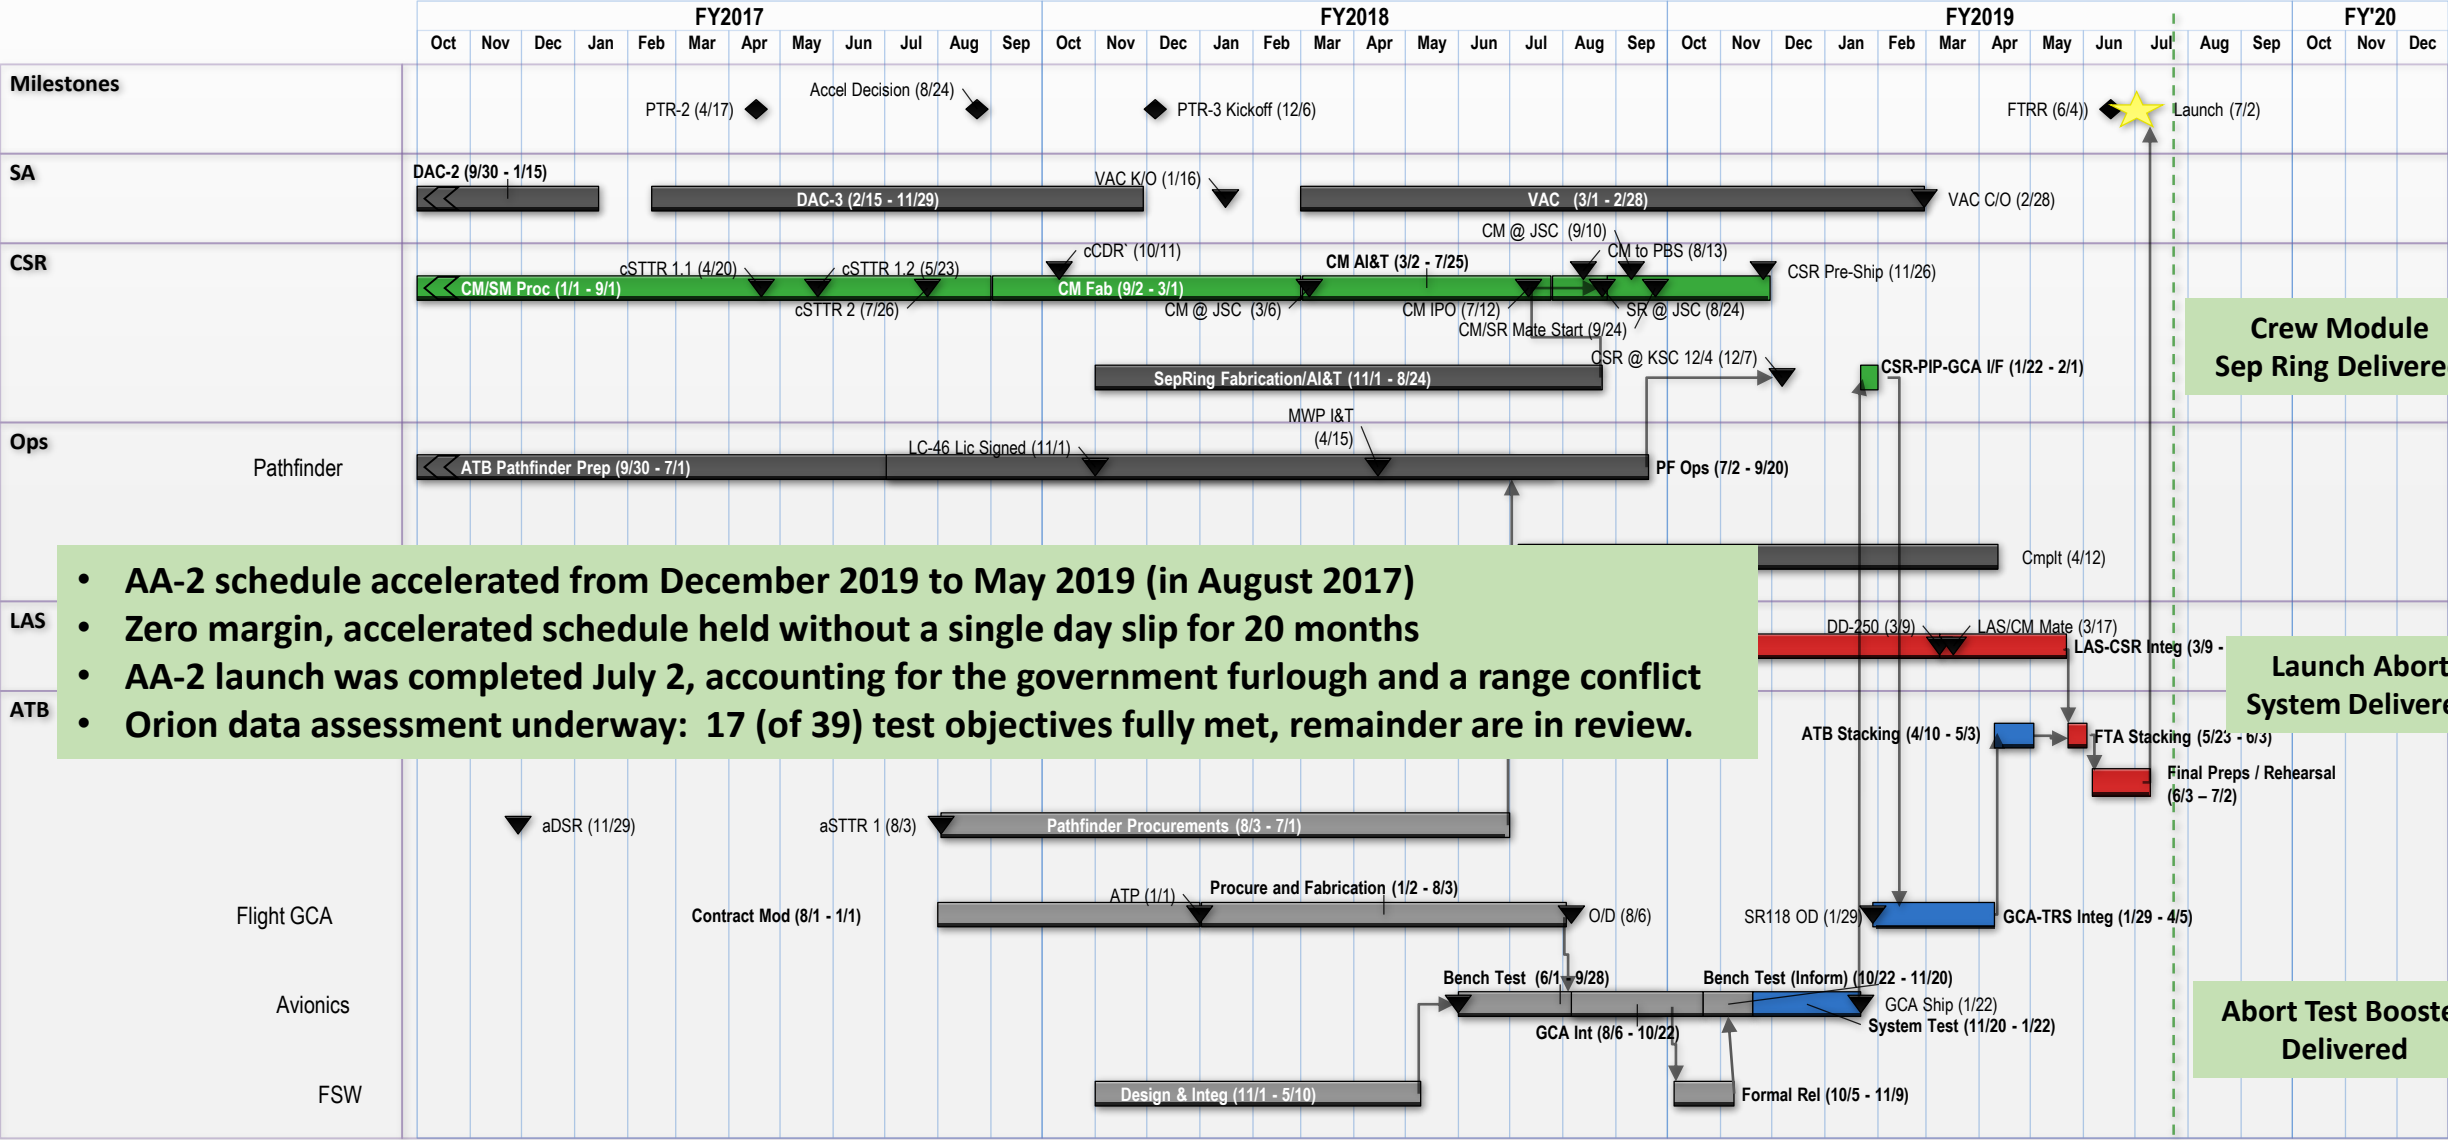 FY2017 FY2018 FY2019 FY'20
Oct Nov Dec Jan Feb Mar Apr May Jun Jul Aug Sep Oct Nov Dec Jan Feb Mar Apr May Jun Jul Aug Sep Oct Nov Dec Jan Feb Mar Apr May Jun Jul Aug Sep Oct Nov Dec
Milestones
Accel Decision (8/24)
PTR-2 (4/17) PTR-3 Kickoff (12/6) FTRR (6/4)) Launch (7/2)
SA
DAC-2 (9/30 - 1/15)
VAC K/O (1/16)
DAC-3 (2/15 - 11/29) VAC (3/1 - 2/28) VAC C/O (2/28)
CM @ JSC (9/10)
CSR
cCDR` (10/11) CM to PBS (8/13)
CM AI&T (3/2 - 7/25)
cSTTR 1.1 (4/20) cSTTR 1.2 (5/23) CSR Pre-Ship (11/26)
CM/SM Proc (1/1 - 9/1) CM Fab (9/2 - 3/1)
cSTTR 2 (7/26) CM @ JSC (3/6) CM IPO (7/12) SR @ JSC (8/24)
CM/SR Mate Start (9/24)
Crew Module
Sep Ring Delivere
CSR @ KSC 12/4 (12/7)
CSR-PIP-GCA I/F (1/22 - 2/1)
SepRing Fabrication/AI&T (11/1 - 8/24)
MWP I&T
(4/15)
Ops
LC-46 Lic Signed (11/1)
Pathfinder
ATB Pathfinder Prep (9/30 - 7/1) PF Ops (7/2 - 9/20)
Cmplt (4/12)
• AA-2 schedule accelerated from December 2019 to May 2019 (in August 2017)
• Zero margin, accelerated schedule held without a single day slip for 20 months
• AA-2 launch was completed July 2, accounting for the government furlough and a range conflict
• Orion data assessment underway: 17 (of 39) test objectives fully met, remainder are in review.
LAS
DD-250 (3/9) LAS/CM Mate (3/17)
LAS-CSR Integ (3/9 -
Launch Abort
System Delivere
ATB
ATB Stacking (4/10 - 5/3) FTA Stacking (5/23 - 6/3)
Final Preps / Rehearsal
(6/3 – 7/2)
aDSR (11/29) aSTTR 1 (8/3) Pathfinder Procurements (8/3 - 7/1)
Procure and Fabrication (1/2 - 8/3)
ATP (1/1)
Flight GCA
Contract Mod (8/1 - 1/1) O/D (8/6) SR118 OD (1/29) GCA-TRS Integ (1/29 - 4/5)
Bench Test (6/1 - 9/28) Bench Test (Inform) (10/22 - 11/20)
Avionics
GCA Ship (1/22)
GCA Int (8/6 - 10/22) System Test (11/20 - 1/22)
Abort Test Booste
Delivered
FSW
Design & Integ (11/1 - 5/10) Formal Rel (10/5 - 11/9)